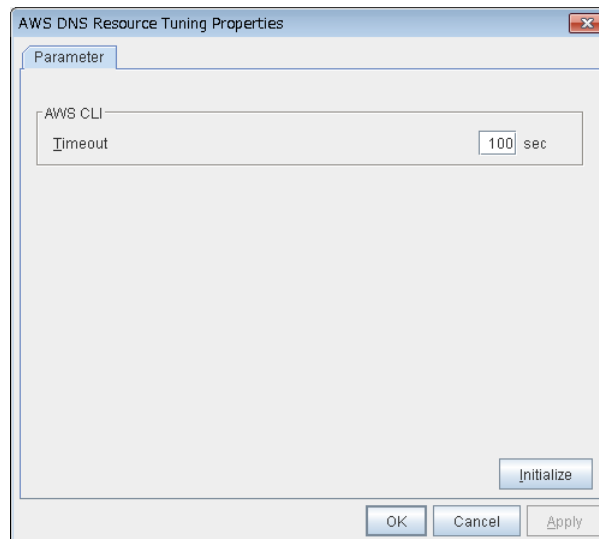 AWS DNS Resource Tuning Properties
Parameter
AWS CLI
Timeout 100 sec
Initialize
OK Cancel Apply